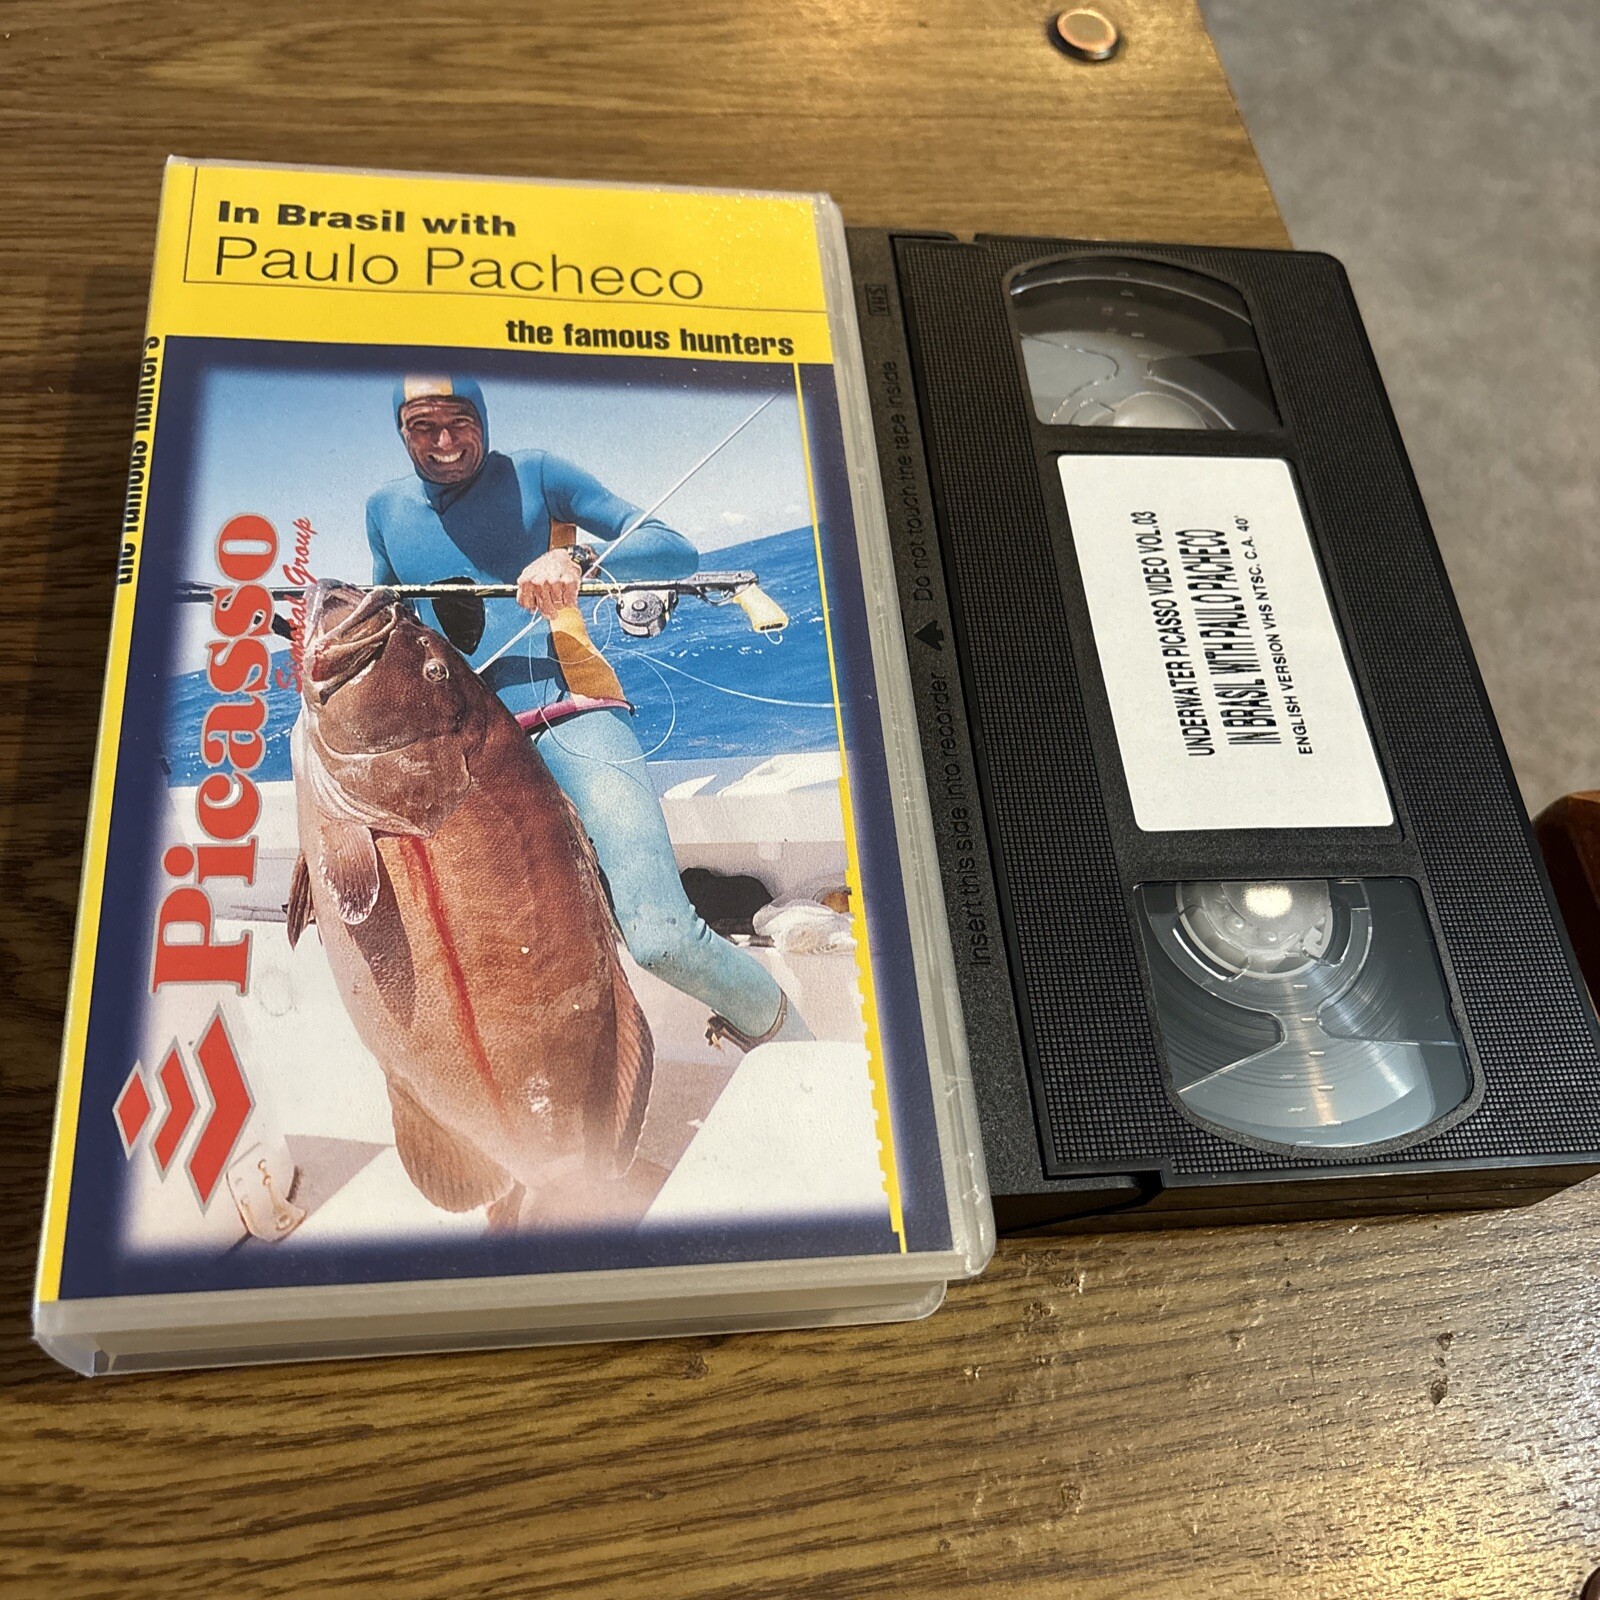 In Brasil with
Paulo Pacheco
the famous hunters
the famous hunters
Picasso
Simotal Group
VHS
Do not touch the tape inside
Insert this side into recorder
UNDERWATER PICASSO VIDEO VOL.03
IN BRASIL WITH PAULO PACHECO
ENGLISH VERSION VHS NTSC. C.A. 40'